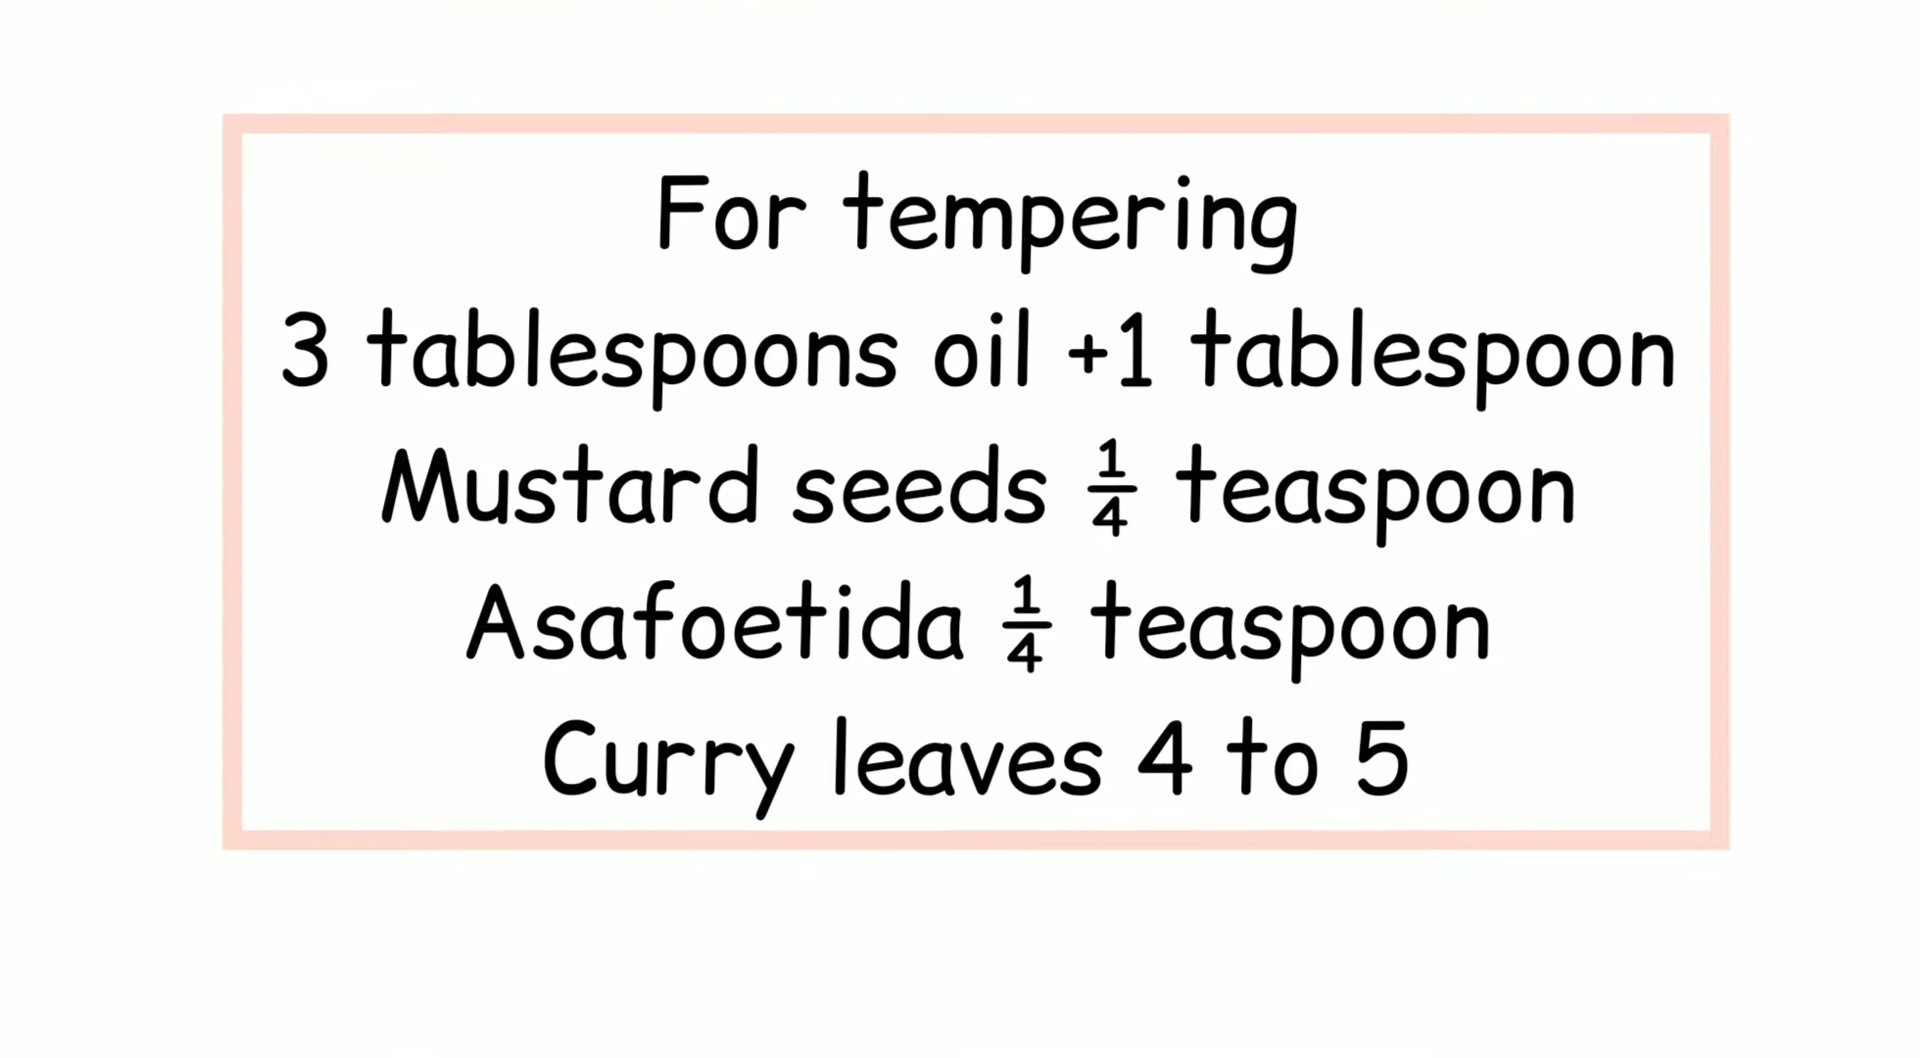 For tempering
3 tablespoons oil +1 tablespoon
Mustard seeds ¼ teaspoon
Asafoetida ¼ teaspoon
Curry leaves 4 to 5